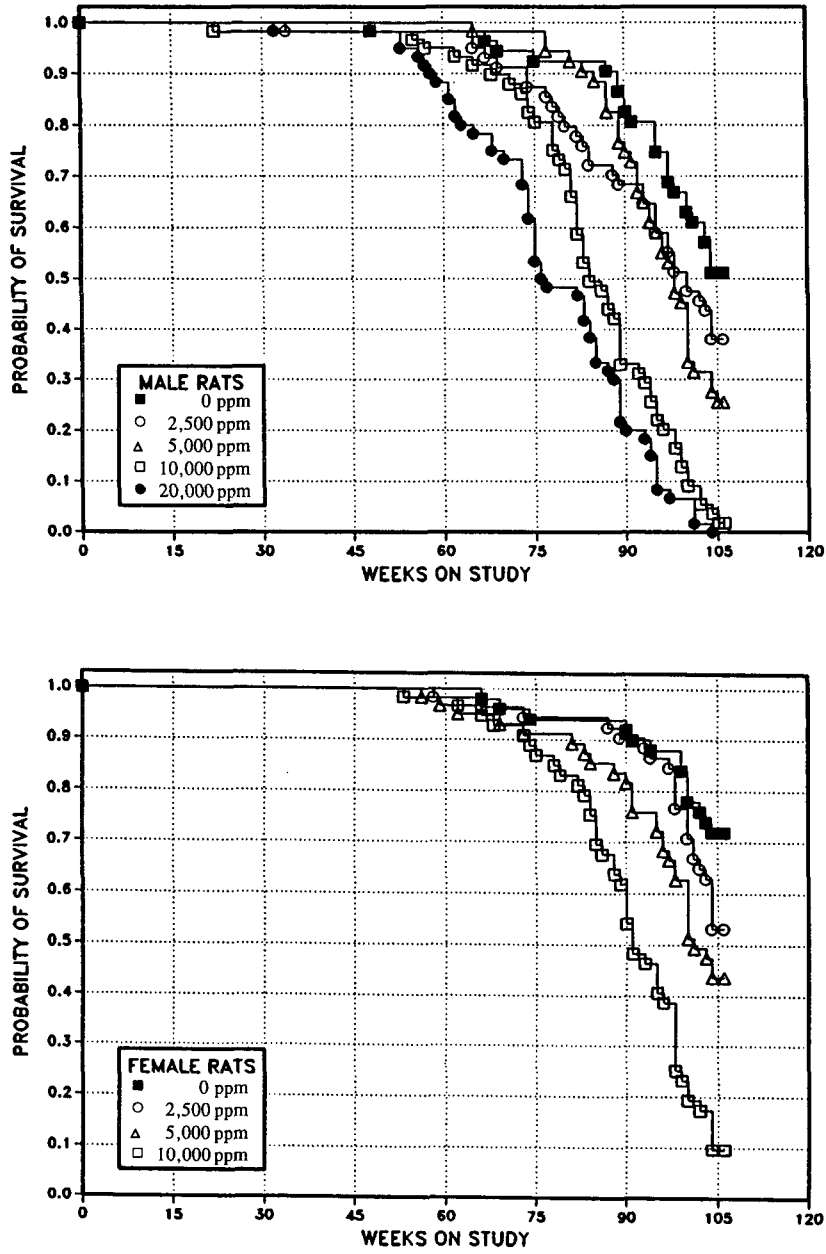 1.0
0.9
0.8
0.7
0.6
0.5
0.4
0.3
0.2
0.1
0.0
PROBABILITY OF SURVIVAL
MALE RATS
0 ppm
2,500 ppm
5,000 ppm
10,000 ppm
20,000 ppm
0 15 30 45 60 75 90 105 120
WEEKS ON STUDY
1.0
0.9
0.8
0.7
0.6
0.5
0.4
0.3
0.2
0.1
0.0
PROBABILITY OF SURVIVAL
FEMALE RATS
0 ppm
2,500 ppm
5,000 ppm
10,000 ppm
0 15 30 45 60 75 90 105 120
WEEKS ON STUDY